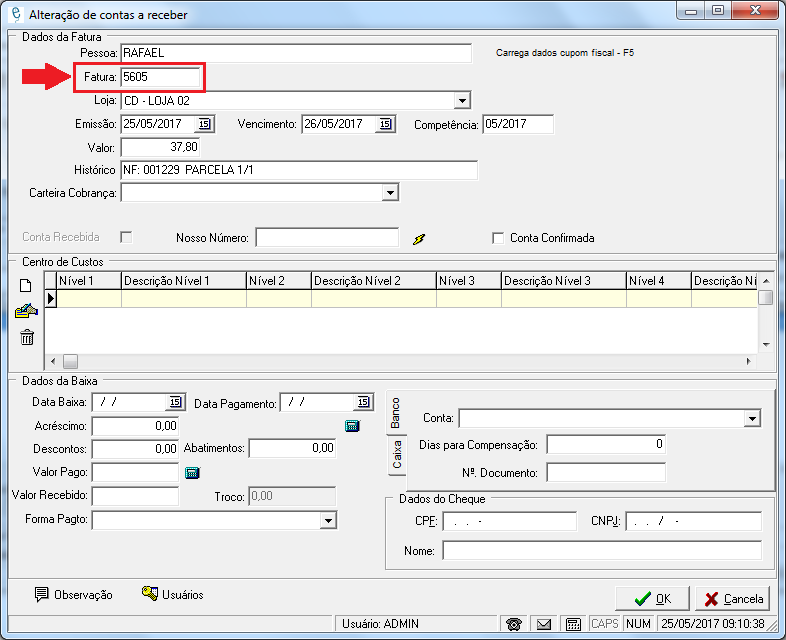 Alteração de contas a receber
Dados da Fatura
Pessoa: RAFAEL
Carrega dados cupom fiscal - F5
Fatura: 5605
Loja: CD - LOJA 02
Emissão: 25/05/2017 15 Vencimento: 26/05/2017 15 Competência: 05/2017
Valor: 37,80
Histórico NF: 001229 PARCELA 1/1
Carteira Cobrança:
Conta Recebida Nosso Número: Conta Confirmada
Centro de Custos
Nível 1 Descrição Nível 1 Nível 2 Descrição Nível 2 Nível 3 Descrição Nível 3 Nível 4 Descrição Ní
Dados da Baixa
Data Baixa: / / 15 Data Pagamento: / / 15
Acréscimo: 0,00
Descontos: 0,00 Abatimentos: 0,00
Valor Pago:
Valor Recebido: Troco: 0,00
Forma Pagto:
Banco
Caixa
Conta:
Dias para Compensação: 0
Nº. Documento:
Dados do Cheque
CPF: . . - CNPJ: . . / -
Nome:
Observação Usuários
OK Cancela
Usuário: ADMIN CAPS NUM 25/05/2017 09:10:38